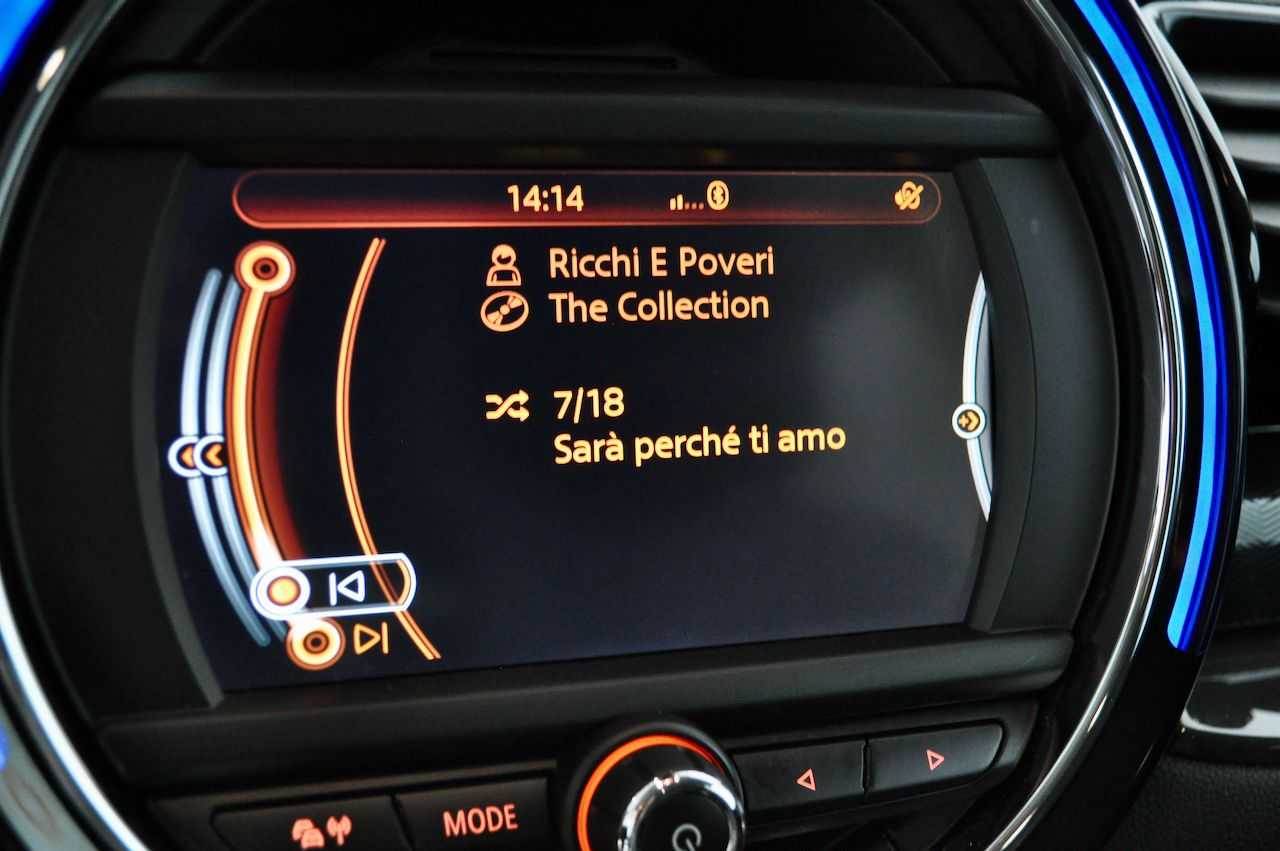 14:14
Ricchi E Poveri
The Collection
7/18
Sarà perché ti amo
MODE